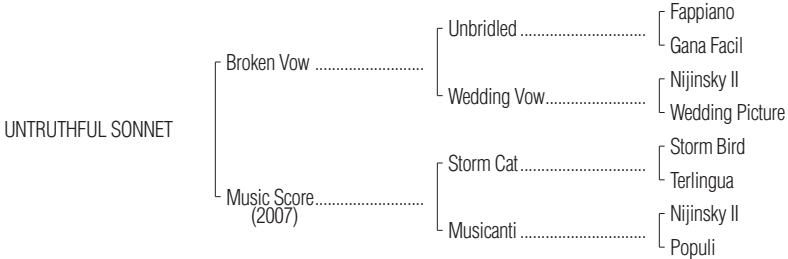 Fappiano
Unbridled
Gana Facil
Broken Vow
Nijinsky II
Wedding Vow
Wedding Picture
UNTRUTHFUL SONNET
Storm Bird
Storm Cat
Terlingua
Music Score
(2007)
Nijinsky II
Musicanti
Populi